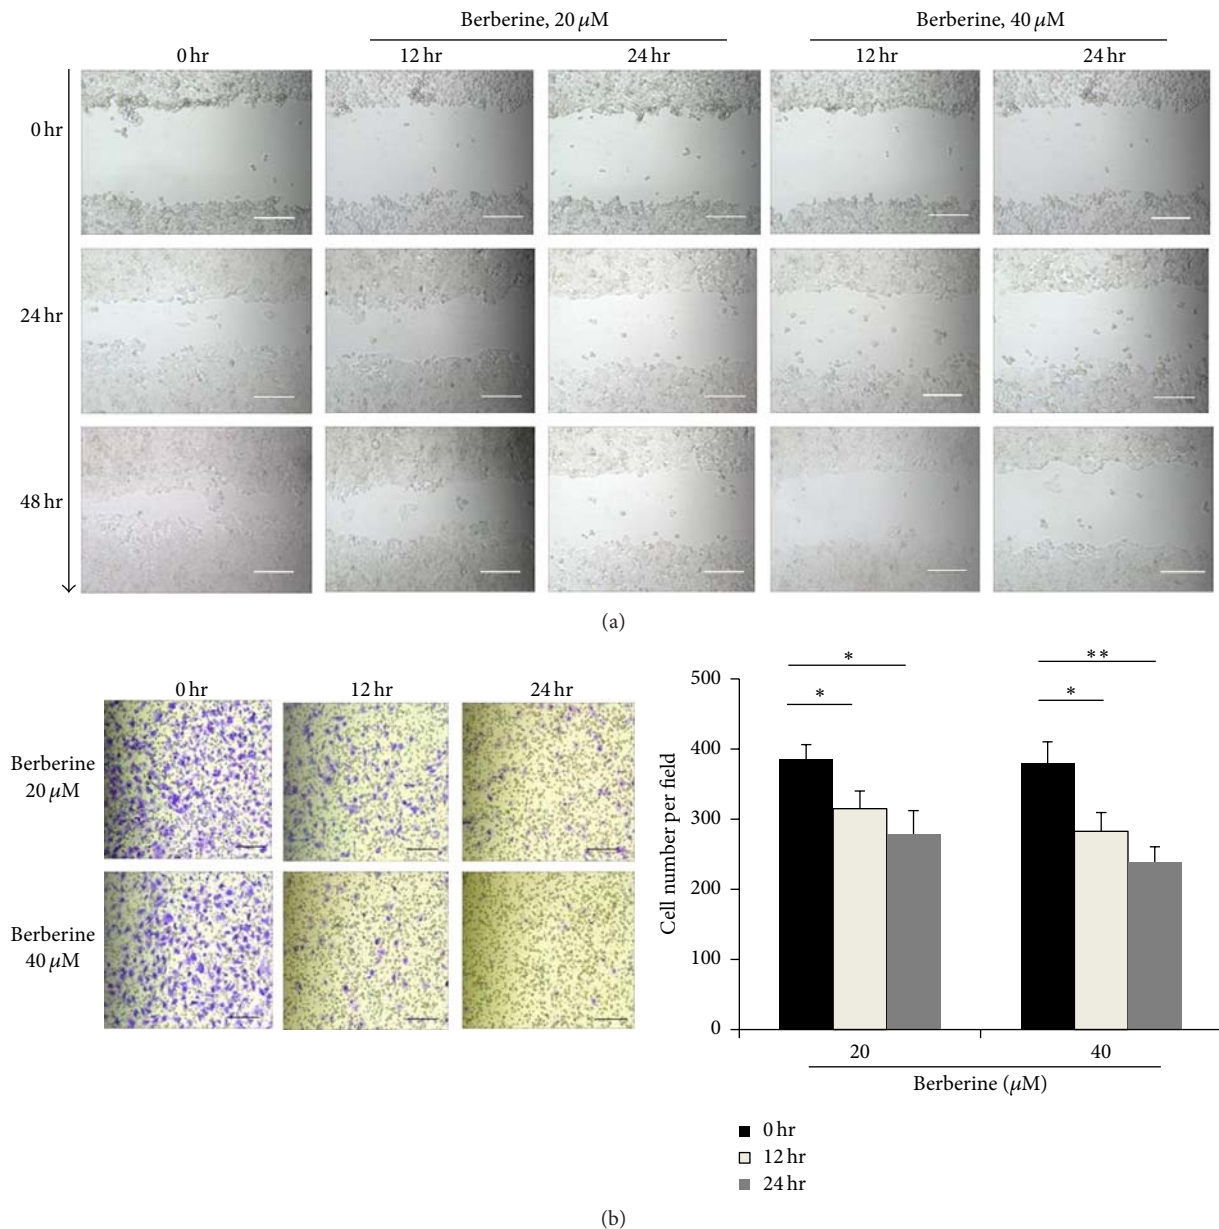 Berberine, 20 μM
Berberine, 40 μM
0 hr
12 hr
24 hr
12 hr
24 hr
0 hr
24 hr
48 hr
(a)
0 hr
12 hr
24 hr
Berberine
20 μM
Berberine
40 μM
*
*
**
*
Cell number per field
500
400
300
200
100
0
20
40
Berberine (μM)
0 hr
12 hr
24 hr
(b)